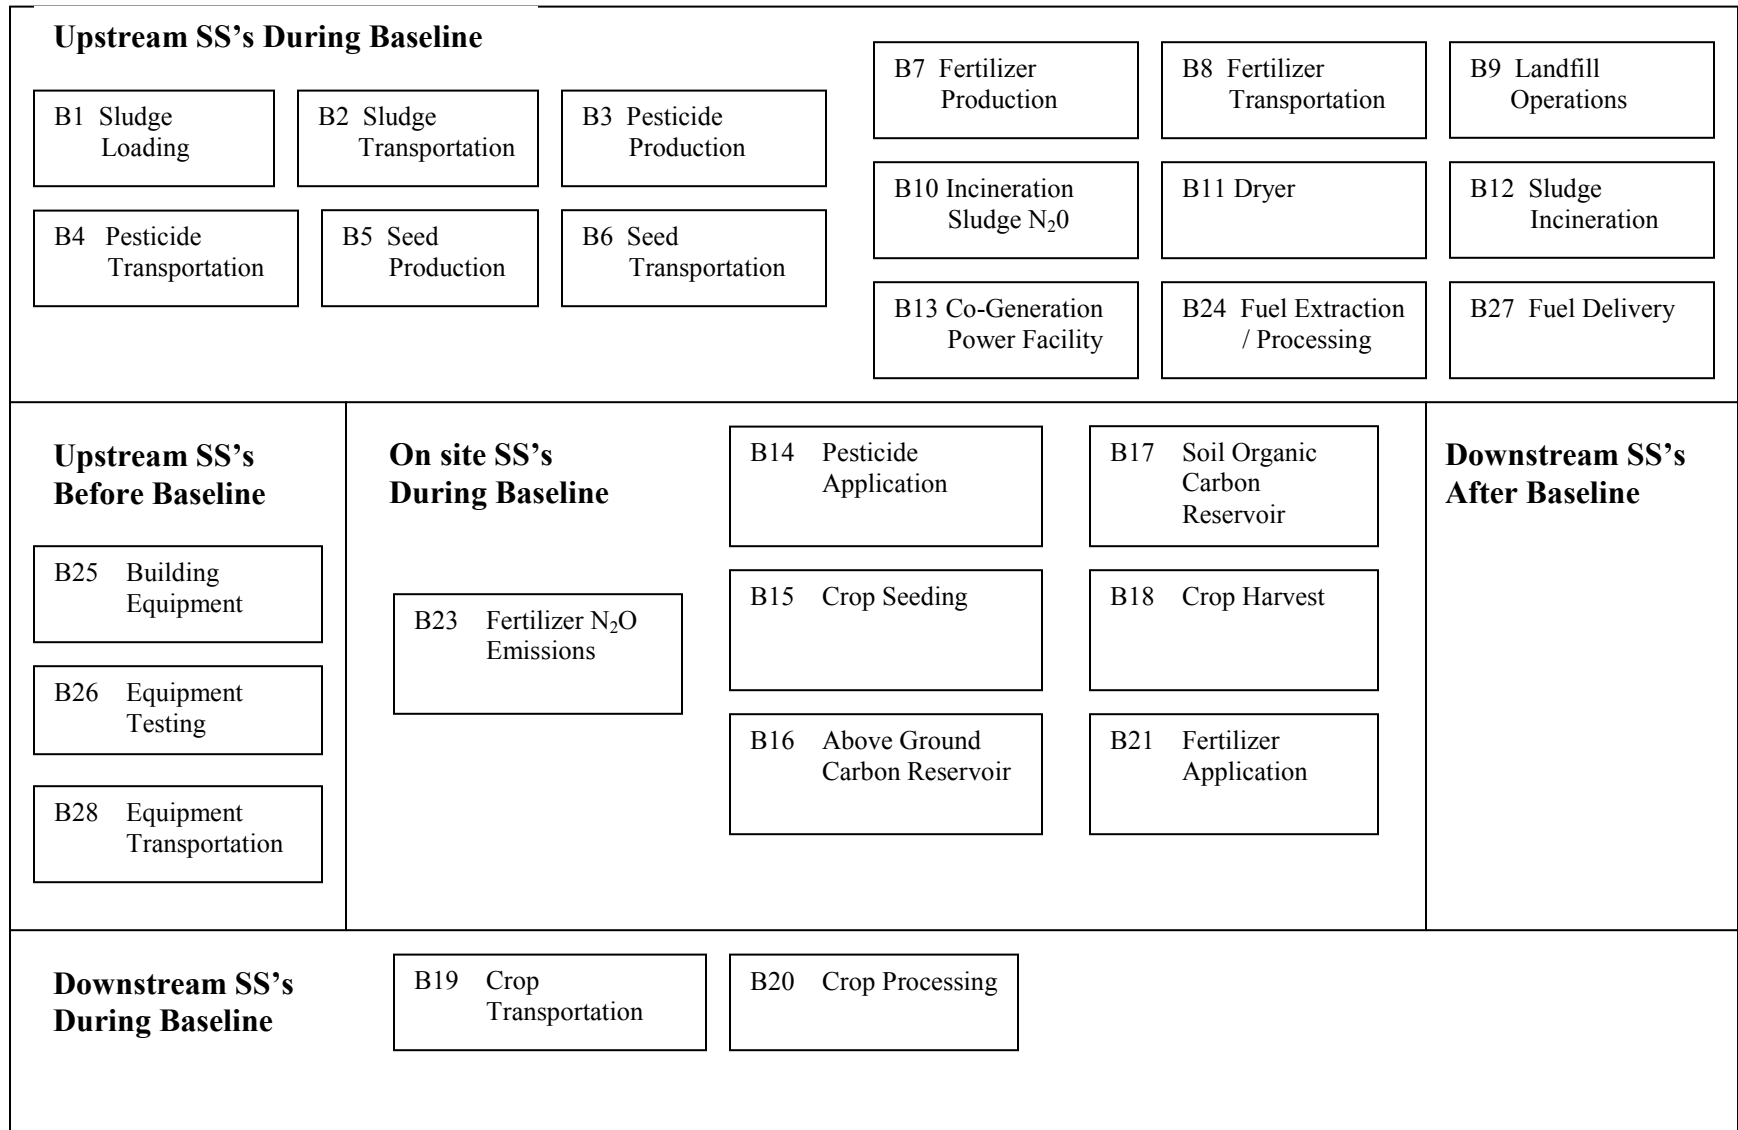 Upstream SS’s During Baseline
B1 Sludge
Loading
B2 Sludge
Transportation
B3 Pesticide
Production
B4 Pesticide
Transportation
B5 Seed
Production
B6 Seed
Transportation
B7 Fertilizer
Production
B8 Fertilizer
Transportation
B9 Landfill
Operations
B10 Incineration
Sludge N₂0
B11 Dryer
B12 Sludge
Incineration
B13 Co-Generation
Power Facility
B24 Fuel Extraction
/ Processing
B27 Fuel Delivery
Upstream SS’s
Before Baseline
B25 Building
Equipment
B26 Equipment
Testing
B28 Equipment
Transportation
On site SS’s
During Baseline
B23 Fertilizer N₂O
Emissions
B14 Pesticide
Application
B15 Crop Seeding
B16 Above Ground
Carbon Reservoir
B17 Soil Organic
Carbon
Reservoir
B18 Crop Harvest
B21 Fertilizer
Application
Downstream SS’s
After Baseline
Downstream SS’s
During Baseline
B19 Crop
Transportation
B20 Crop Processing